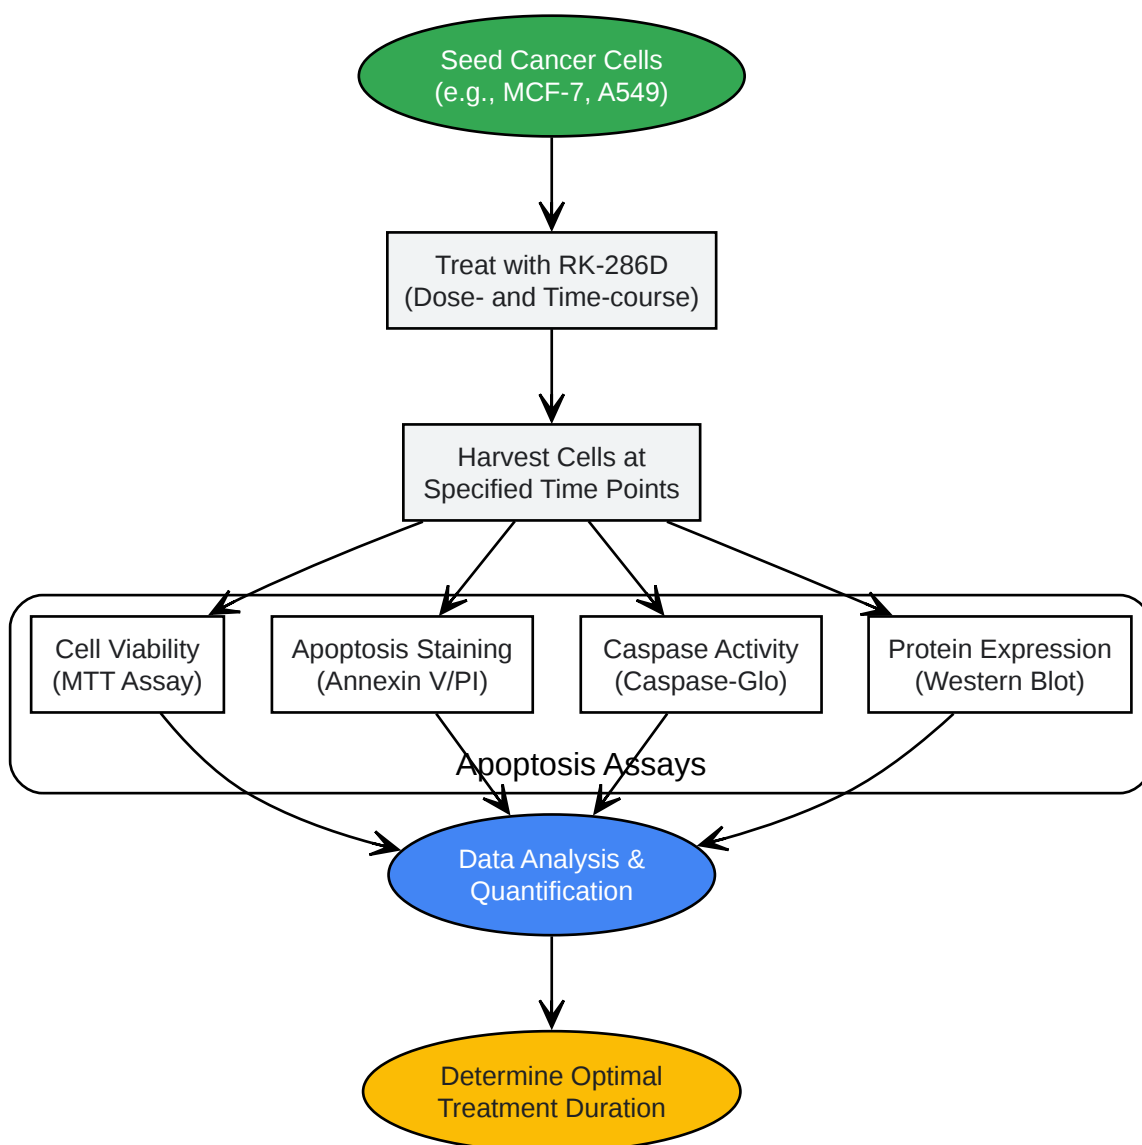 Seed Cancer Cells
(e.g., MCF-7, A549)
Treat with RK-286D
(Dose- and Time-course)
Harvest Cells at
Specified Time Points
Cell Viability
(MTT Assay)
Apoptosis Staining
(Annexin V/PI)
Caspase Activity
(Caspase-Glo)
Protein Expression
(Western Blot)
Apoptosis Assays
Data Analysis &
Quantification
Determine Optimal
Treatment Duration